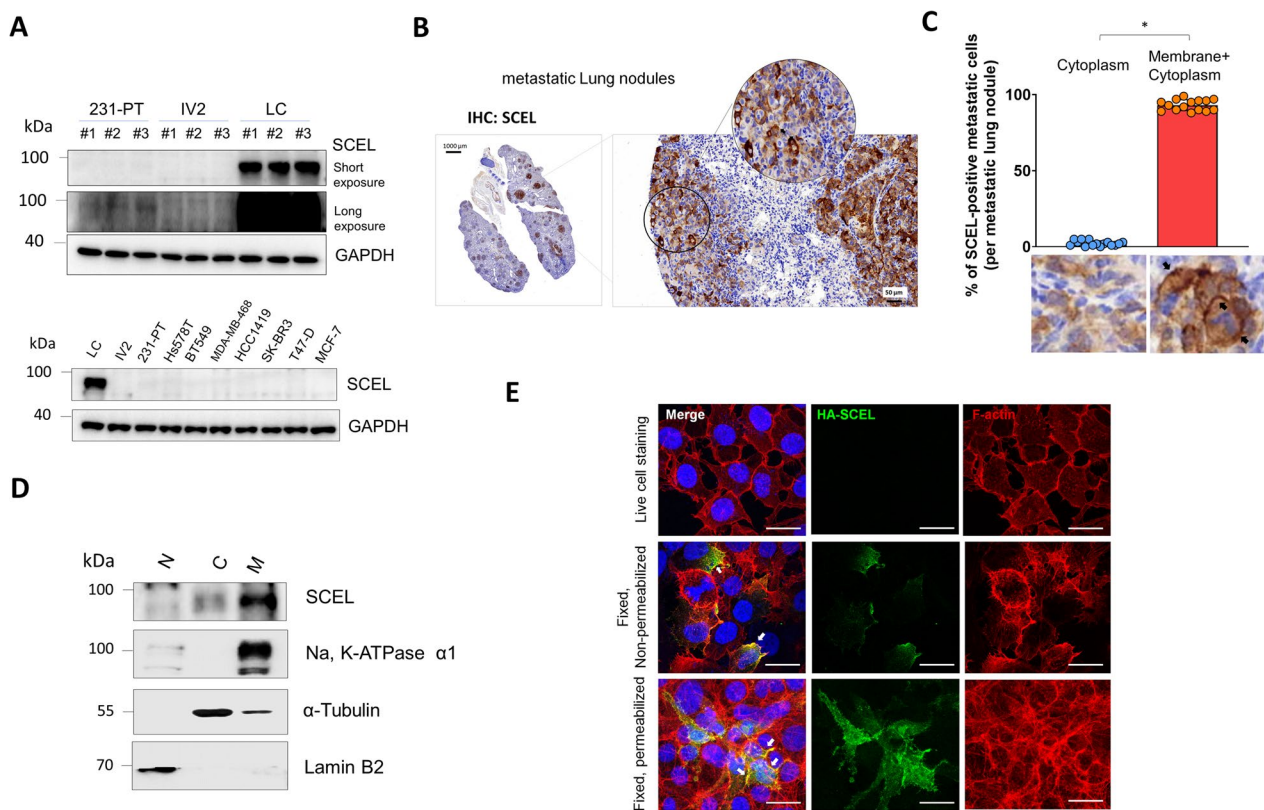 A
231-PT IV2 LC
kDa #1 #2 #3 #1 #2 #3 #1 #2 #3
SCEL
100
Short
exposure
100
Long
exposure
40
GAPDH
kDa
LC IV2 231-PT Hs578T BT549 MDA-MB-468 HCC1419 SK-BR3 T47-D MCF-7
100
SCEL
40
GAPDH
B
metastatic Lung nodules
IHC: SCEL
1000 µm
50 µm
C
*
Cytoplasm
Membrane+
Cytoplasm
% of SCEL-positive metastatic cells
(per metastatic lung nodule)
100
50
0
D
kDa N C M
100
SCEL
100
Na, K-ATPase α1
55
α-Tubulin
70
Lamin B2
E
Merge HA-SCEL F-actin
Live cell staining
Fixed,
Non-permeabilized
Fixed, permeabilized